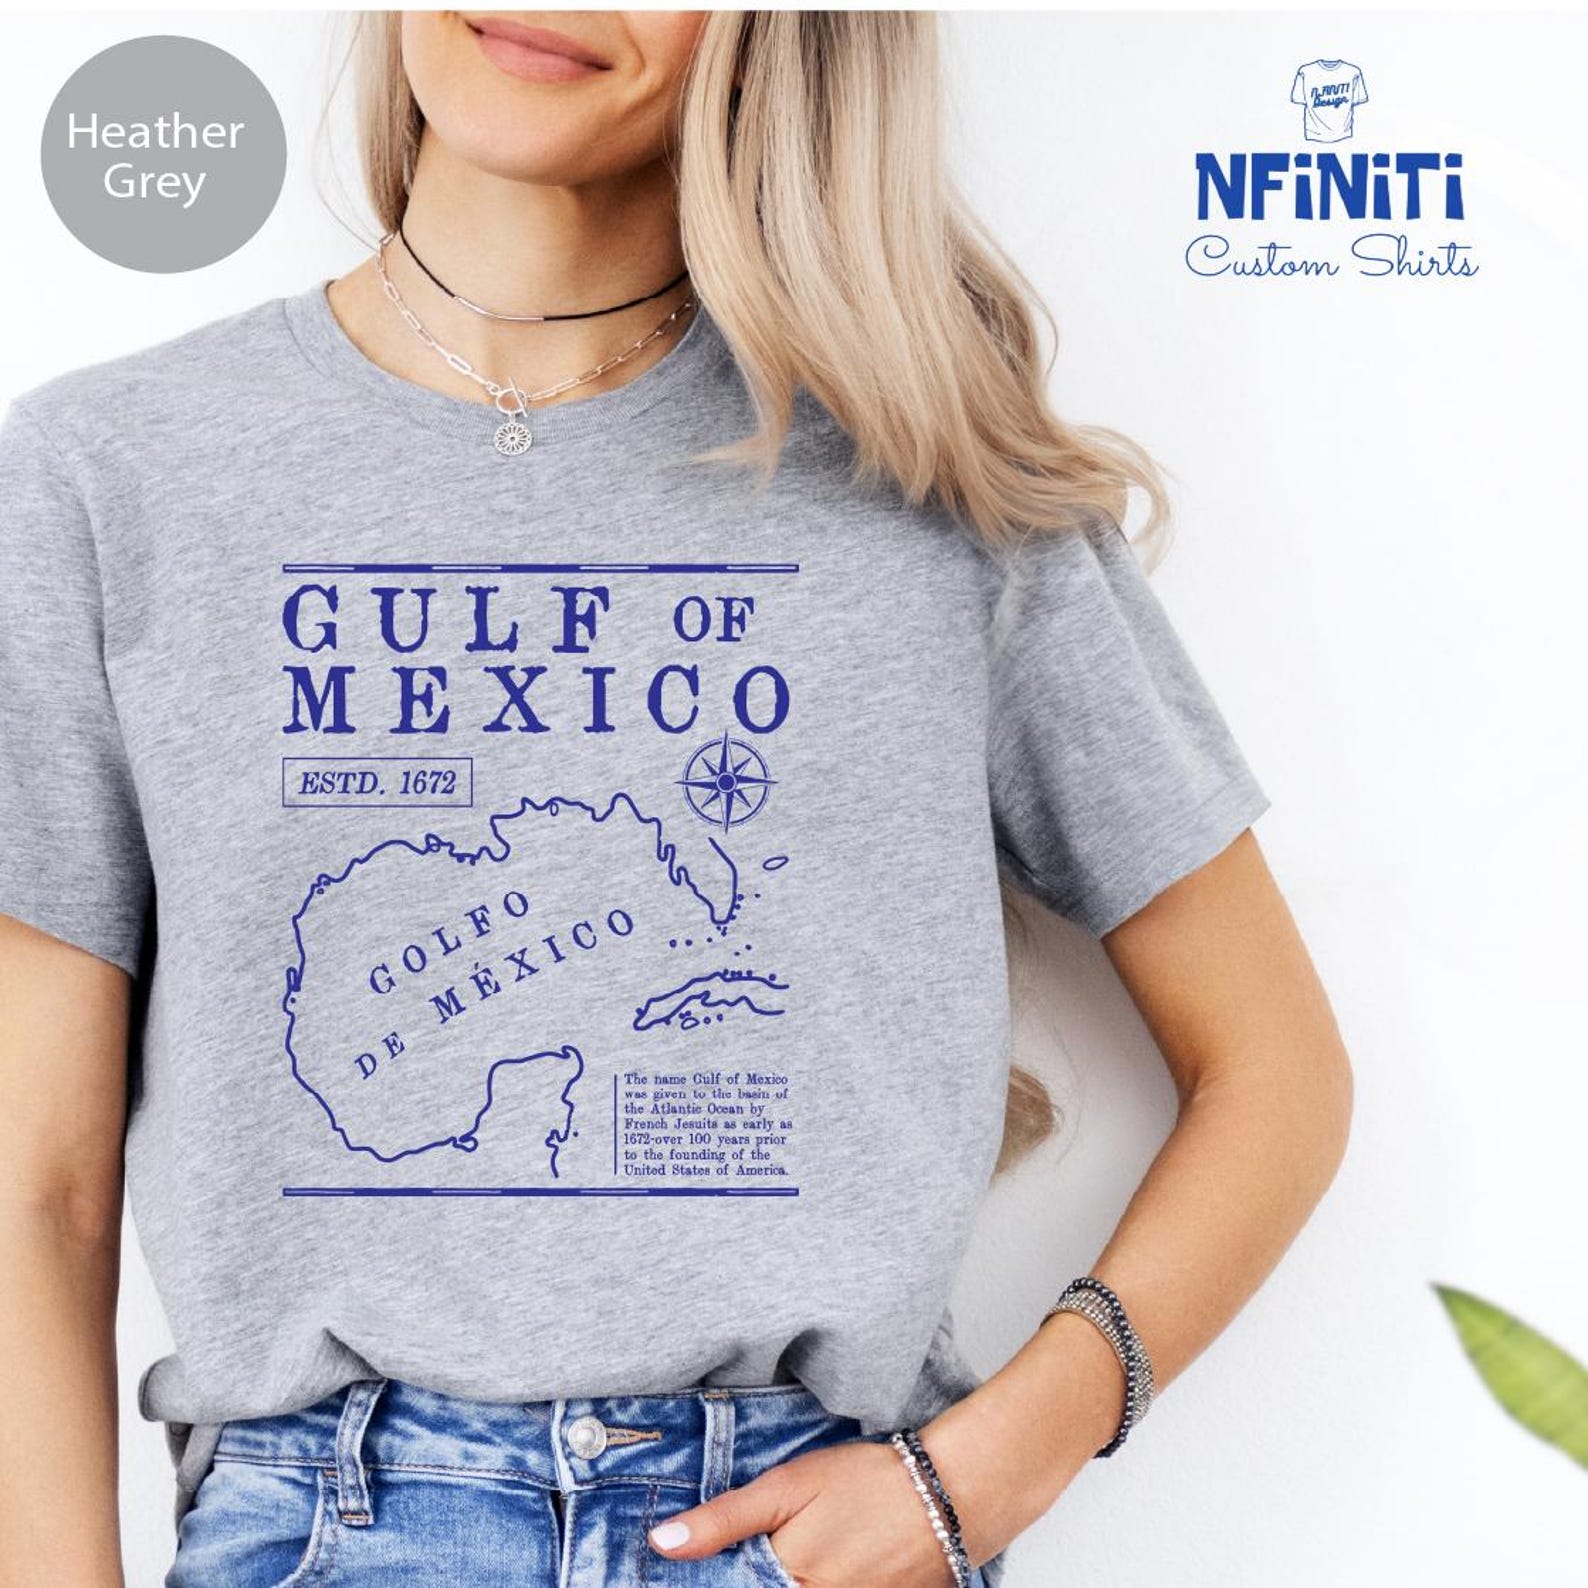 Heather
Grey
N.FINITI
Design
NFiNiTi
Custom Shirts
GULF OF
MEXICO
ESTD. 1672
GOLFO
DE MÉXICO
The name Gulf of Mexico
was given to the basin of
the Atlantic Ocean by
French Jesuits as early as
1672-over 100 years prior
to the founding of the
United States of America.